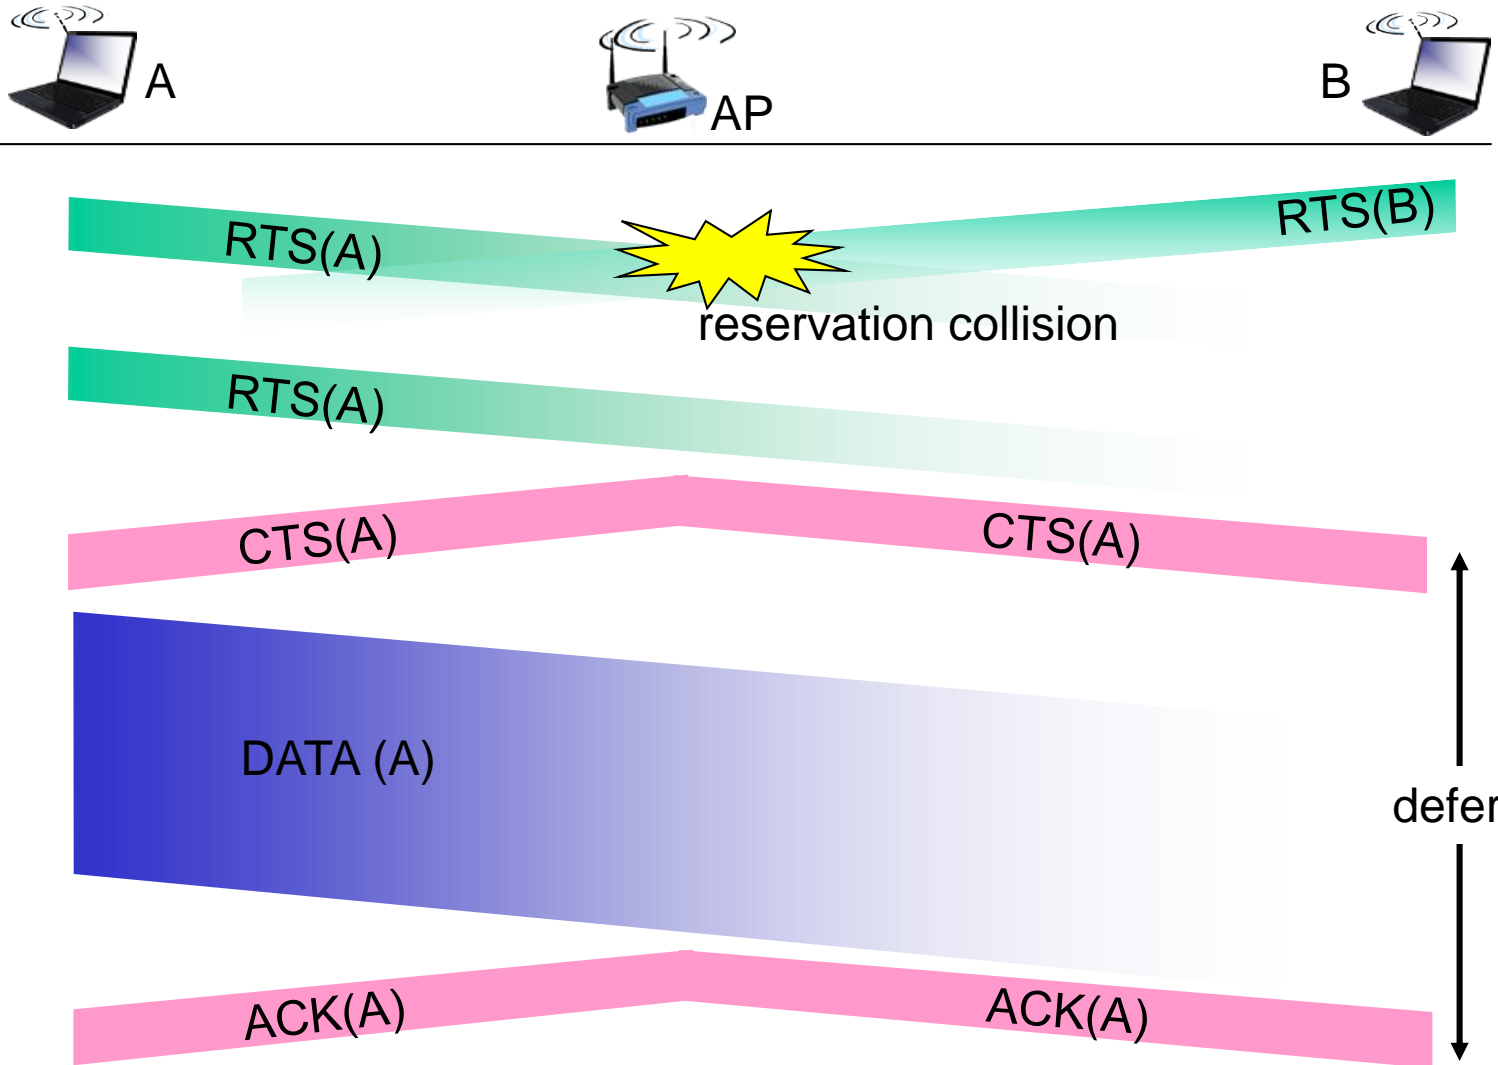 A
AP
B
RTS(A)
RTS(B)
reservation collision
RTS(A)
CTS(A)
CTS(A)
DATA (A)
defer
ACK(A)
ACK(A)